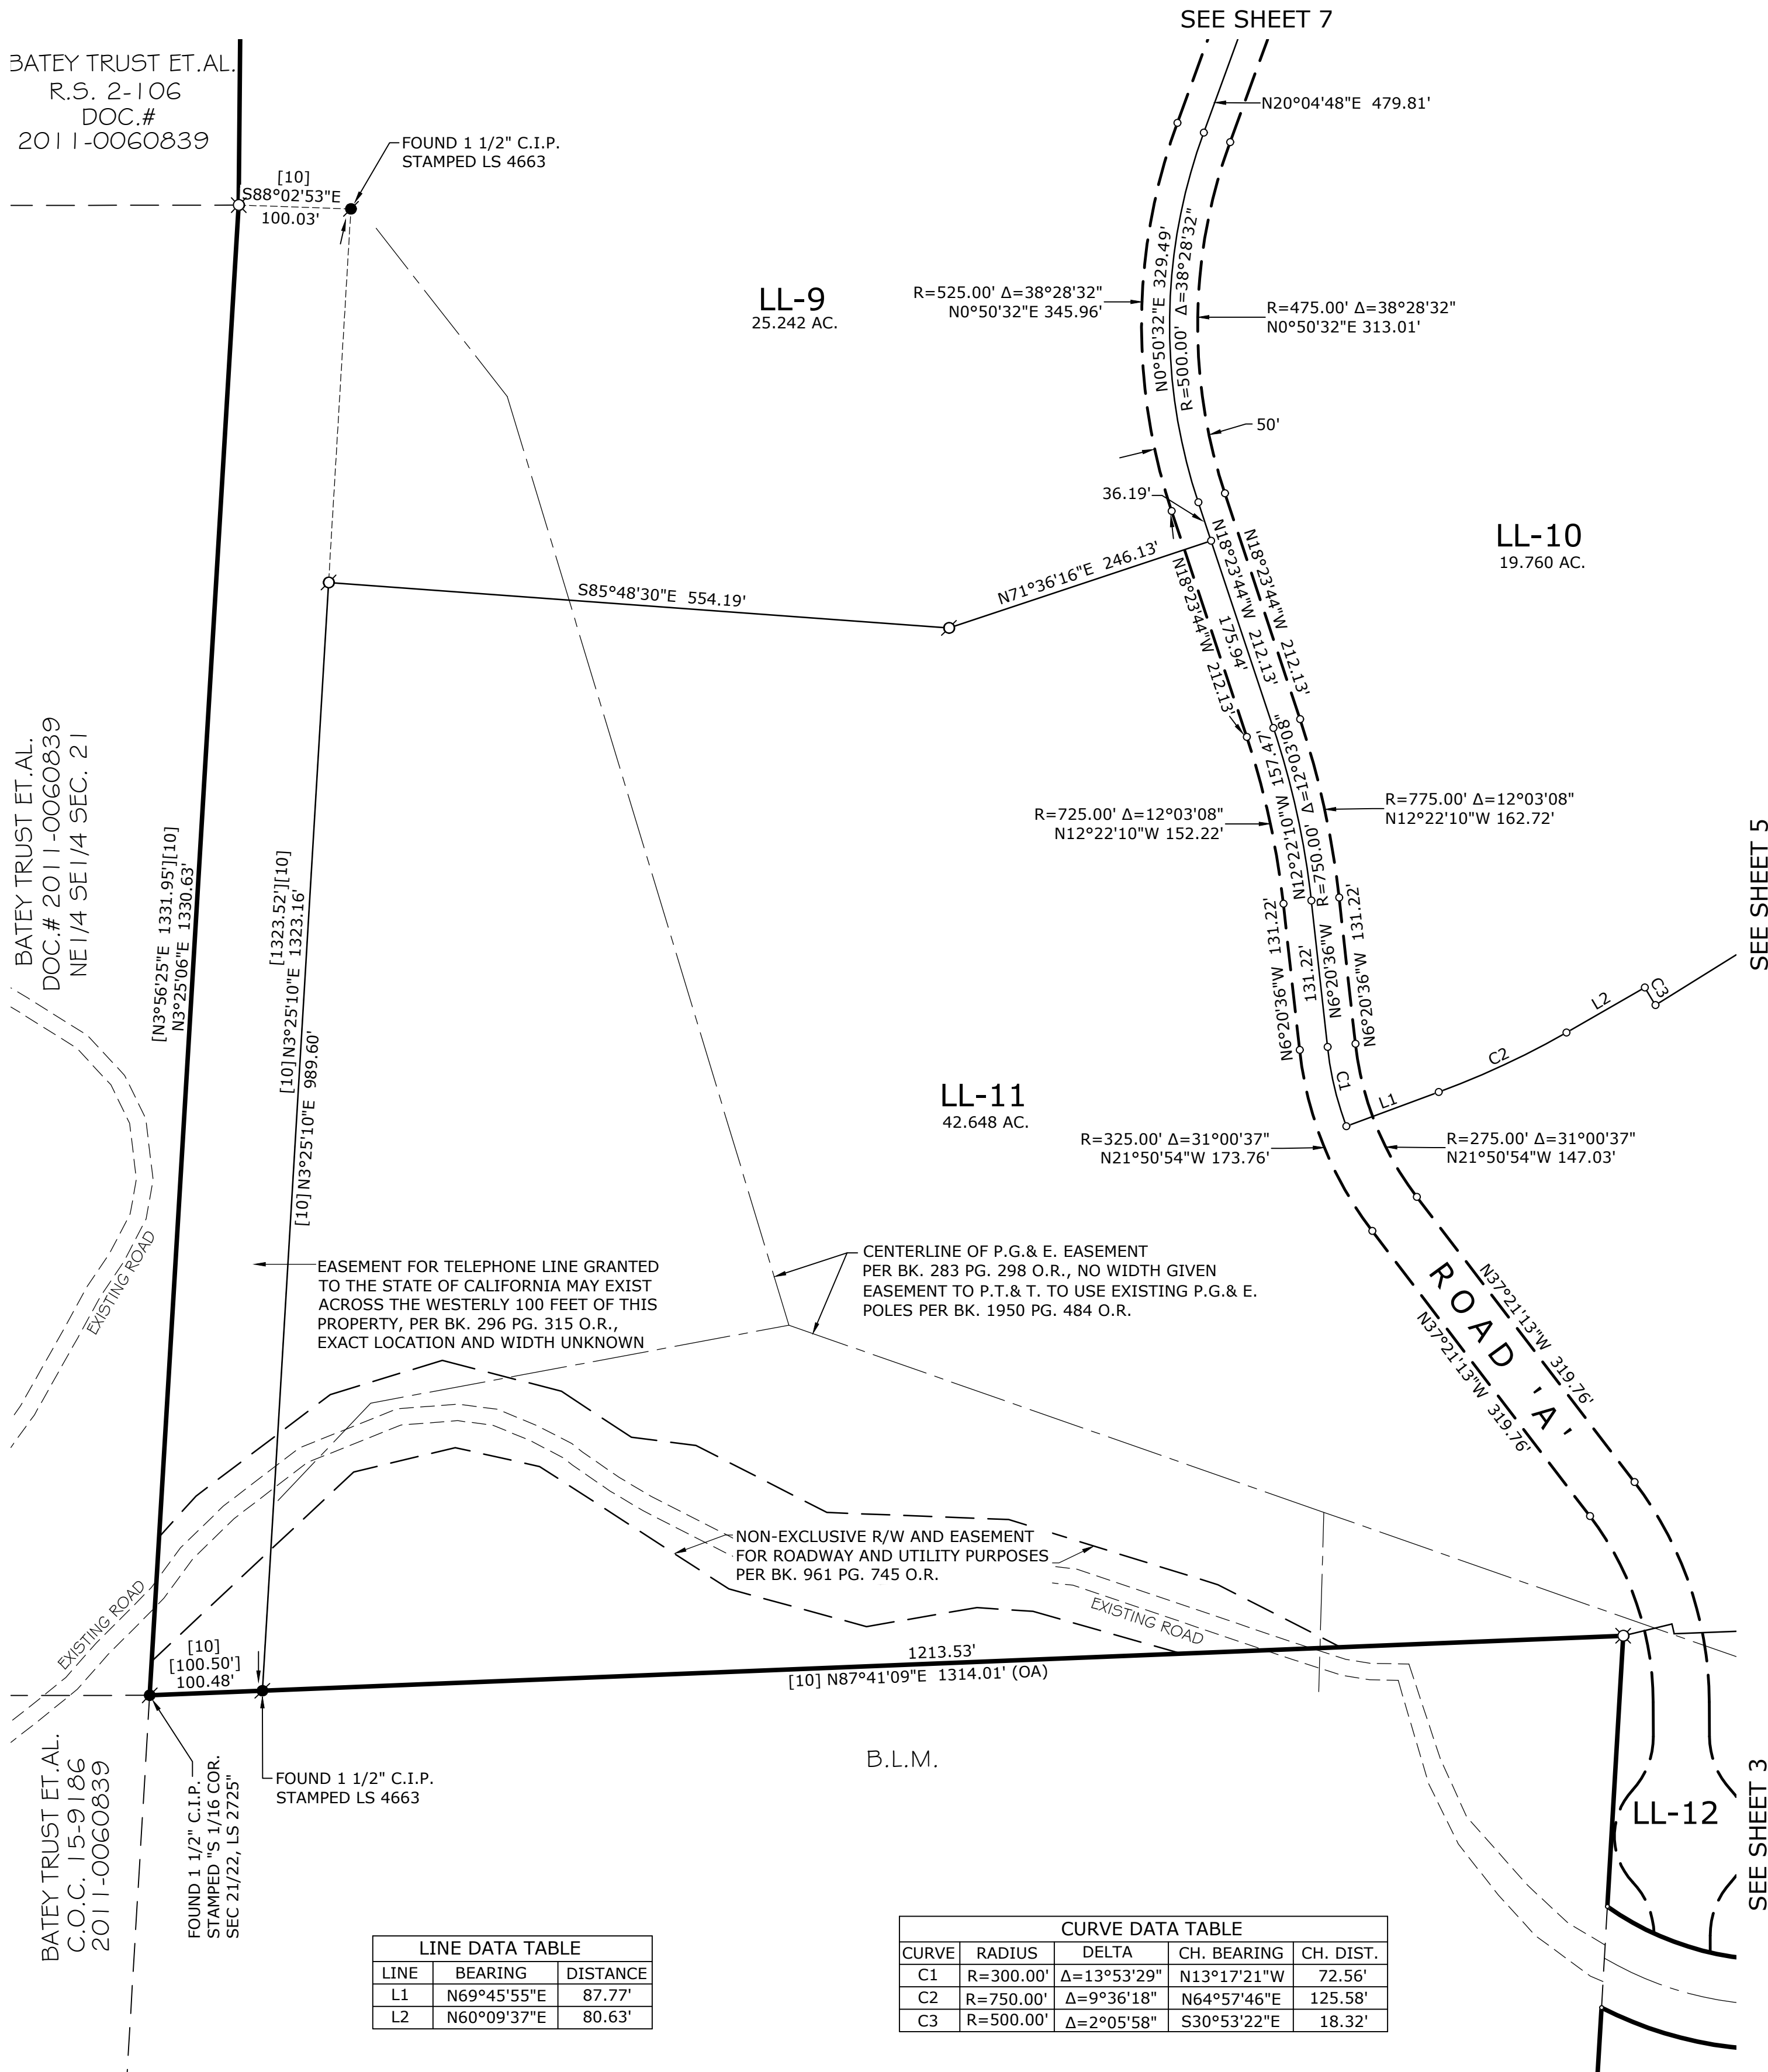 SEE SHEET 7
BATEY TRUST ET.AL.
R.S. 2-106
DOC.#
2011-0060839
N20°04'48"E 479.81'
FOUND 1 1/2" C.I.P.
STAMPED LS 4663
[10]
S88°02'53"E
100.03'
LL-9
25.242 AC.
R=525.00' Δ=38°28'32"
N0°50'32"E 345.96'
N0°50'32"E 329.49'
R=500.00' Δ=38°28'32"
R=475.00' Δ=38°28'32"
N0°50'32"E 313.01'
50'
36.19'
LL-10
19.760 AC.
S85°48'30"E 554.19'
N71°36'16"E 246.13'
N18°23'44"W 212.13'
N18°23'44"W 212.13'
175.94'
N18°23'44"W 212.13'
BATEY TRUST ET.AL.
DOC.# 2011-0060839
NE1/4 SE1/4 SEC. 21
[N3°56'25"E 1331.95'][10]
N3°25'06"E 1330.63'
[1323.52'][10]
[10] N3°25'10"E 1323.16'
[10] N3°25'10"E 989.60'
R=725.00' Δ=12°03'08"
N12°22'10"W 152.22'
N12°22'10"W 157.47'
R=750.00' Δ=12°03'08"
R=775.00' Δ=12°03'08"
N12°22'10"W 162.72'
SEE SHEET 5
N6°20'36"W 131.22'
131.22'
N6°20'36"W
N6°20'36"W 131.22'
C1
L1
C2
L2
C3
LL-11
42.648 AC.
R=325.00' Δ=31°00'37"
N21°50'54"W 173.76'
R=275.00' Δ=31°00'37"
N21°50'54"W 147.03'
EXISTING ROAD
EASEMENT FOR TELEPHONE LINE GRANTED
TO THE STATE OF CALIFORNIA MAY EXIST
ACROSS THE WESTERLY 100 FEET OF THIS
PROPERTY, PER BK. 296 PG. 315 O.R.,
EXACT LOCATION AND WIDTH UNKNOWN
CENTERLINE OF P.G.& E. EASEMENT
PER BK. 283 PG. 298 O.R., NO WIDTH GIVEN
EASEMENT TO P.T.& T. TO USE EXISTING P.G.& E.
POLES PER BK. 1950 PG. 484 O.R.
N37°21'13"W 319.76'
ROAD 'A'
N37°21'13"W 319.76'
NON-EXCLUSIVE R/W AND EASEMENT
FOR ROADWAY AND UTILITY PURPOSES
PER BK. 961 PG. 745 O.R.
EXISTING ROAD
EXISTING ROAD
[10]
[100.50']
100.48'
1213.53'
[10] N87°41'09"E 1314.01' (OA)
BATEY TRUST ET.AL.
C.O.C. 15-9186
2011-0060839
FOUND 1 1/2" C.I.P.
STAMPED "S 1/16 COR.
SEC 21/22, LS 2725"
FOUND 1 1/2" C.I.P.
STAMPED LS 4663
B.L.M.
LL-12
SEE SHEET 3
LINE DATA TABLE
LINE BEARING DISTANCE
L1 N69°45'55"E 87.77'
L2 N60°09'37"E 80.63'
CURVE DATA TABLE
CURVE RADIUS DELTA CH. BEARING CH. DIST.
C1 R=300.00' Δ=13°53'29" N13°17'21"W 72.56'
C2 R=750.00' Δ=9°36'18" N64°57'46"E 125.58'
C3 R=500.00' Δ=2°05'58" S30°53'22"E 18.32'